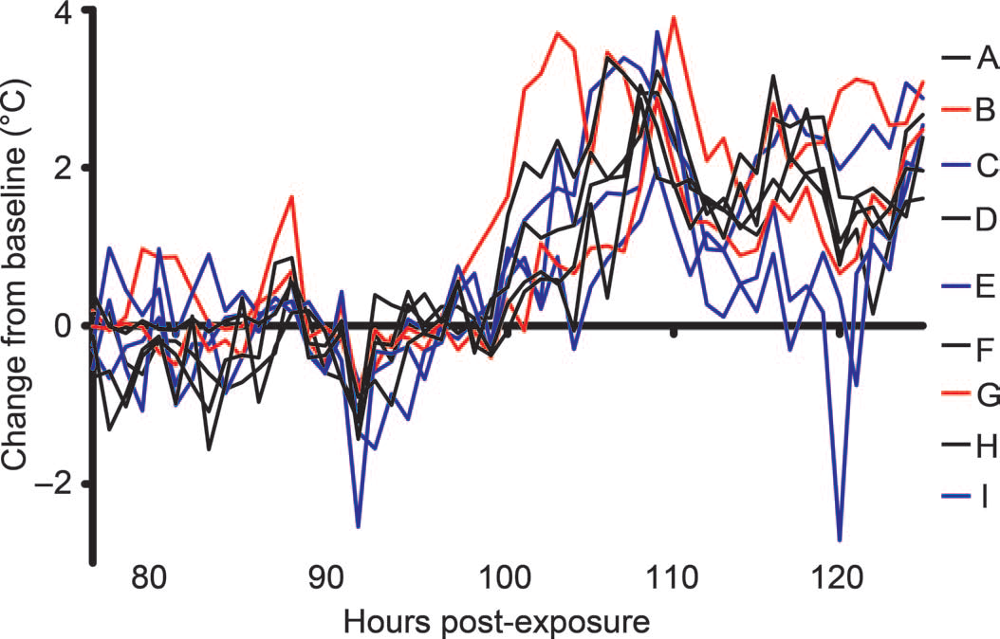 Change from baseline (°C)
4
2
0
–2
80 90 100 110 120
Hours post-exposure
A
B
C
D
E
F
G
H
I